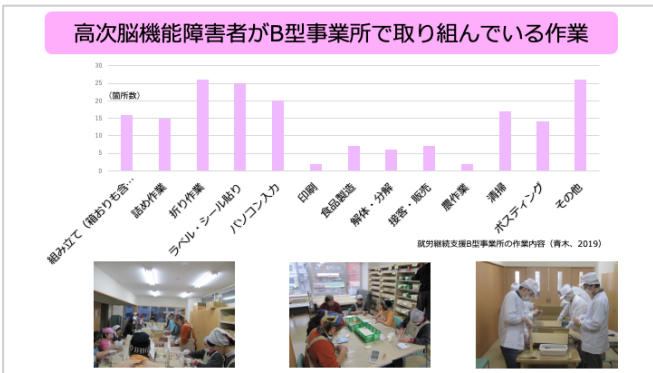 高次脳機能障害者がB型事業所で取り組んでいる作業
30
(箇所数)
25
20
15
10
5
0
組み立て（箱おりも含…
詰め作業
折り作業
ラベル・シール貼り
パソコン入力
印刷
食品製造
解体・分解
接客・販売
農作業
清掃
ポスティング
その他
就労継続支援B型事業所の作業内容（青木、2019）